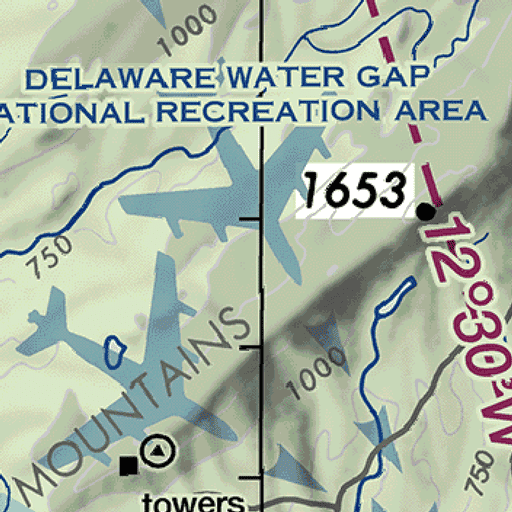 1000
DELAWARE WATER GAP
ATIONAL RECREATION AREA
1653
750
12°30'W
MOUNTAINS
1000
750
towers